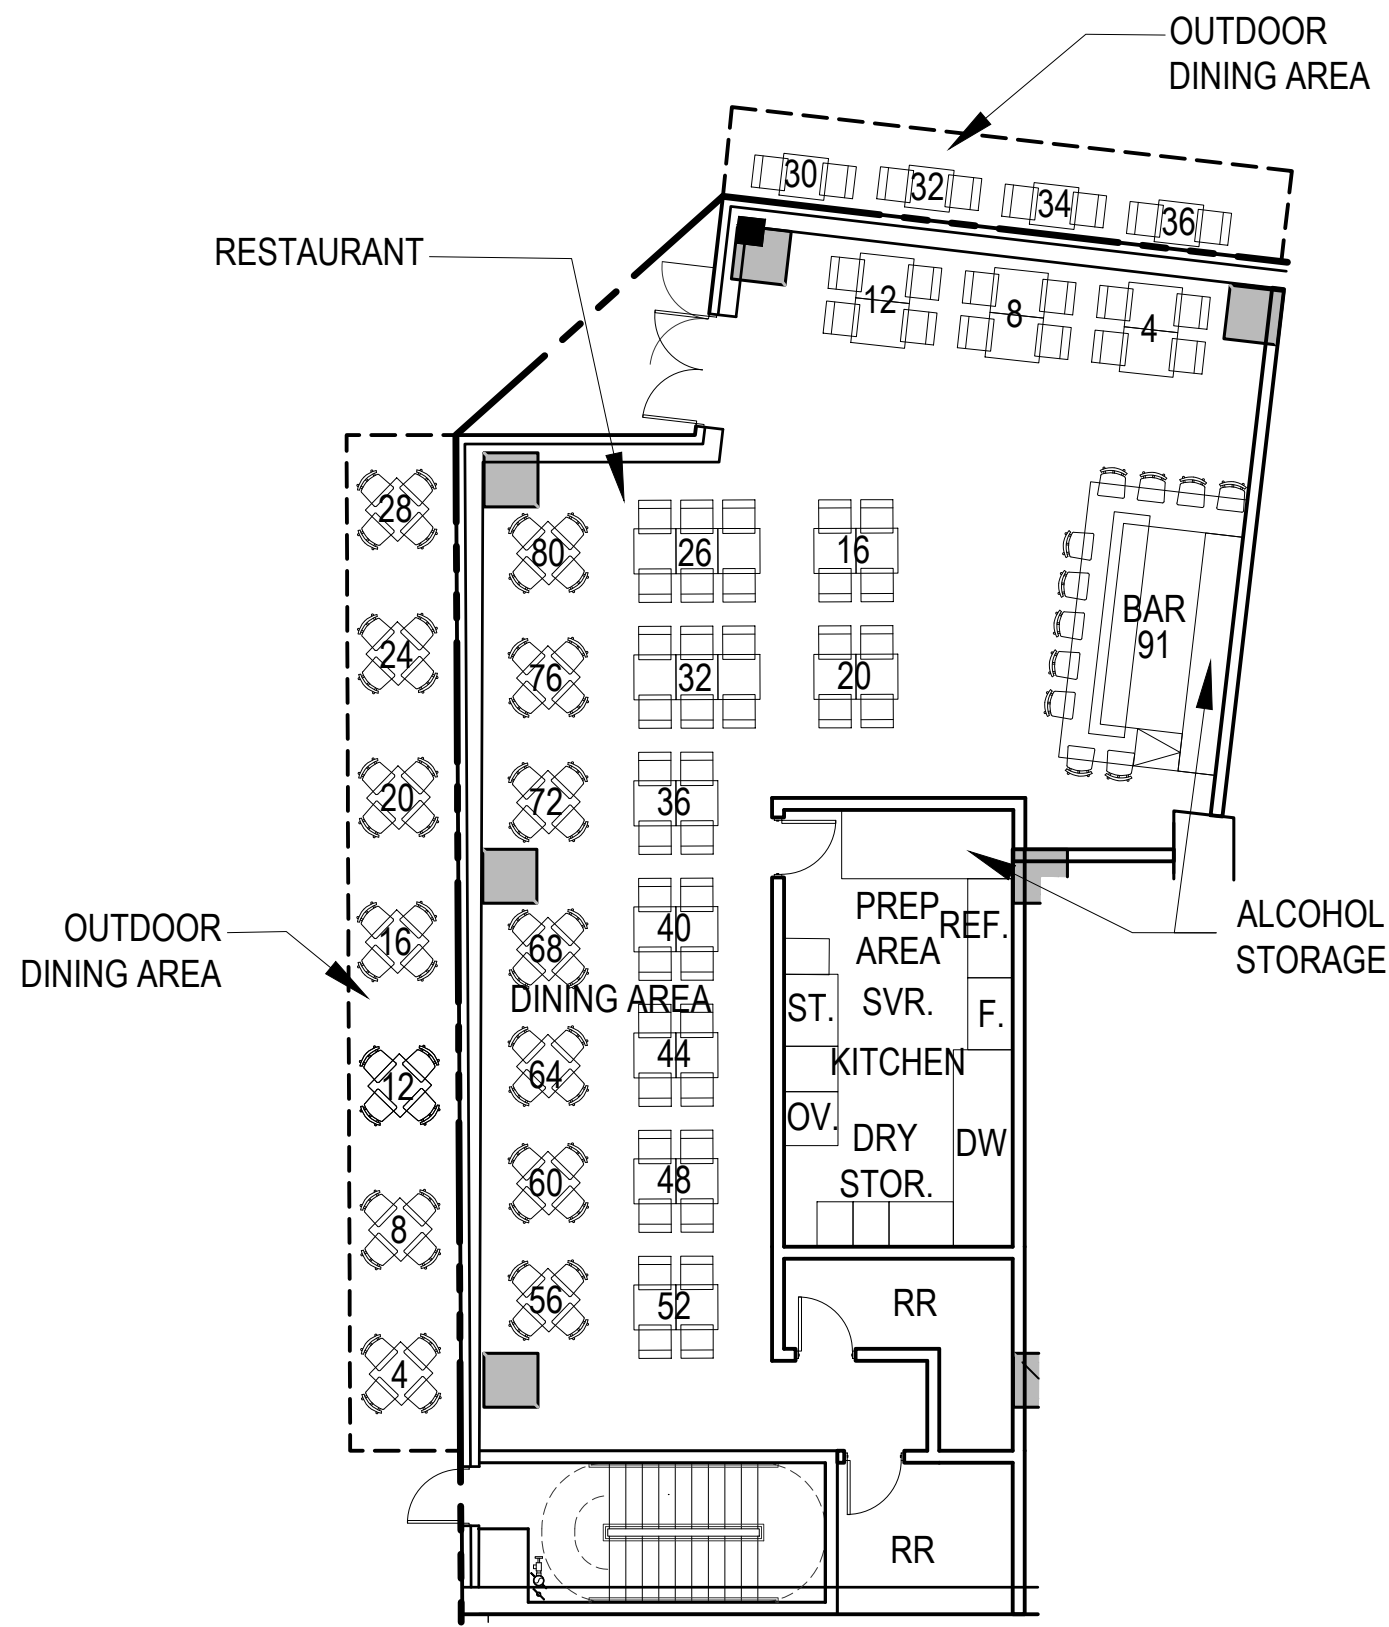 OUTDOOR
DINING AREA
30
32
34
36
RESTAURANT
12
8
4
28
80
26
16
24
76
32
20
BAR
91
20
72
36
OUTDOOR
DINING AREA
16
68
40
DINING AREA
PREP
AREA
REF.
ALCOHOL
STORAGE
ST.
SVR.
F.
KITCHEN
12
64
44
OV.
DRY
STOR.
DW
8
60
48
4
56
52
RR
RR